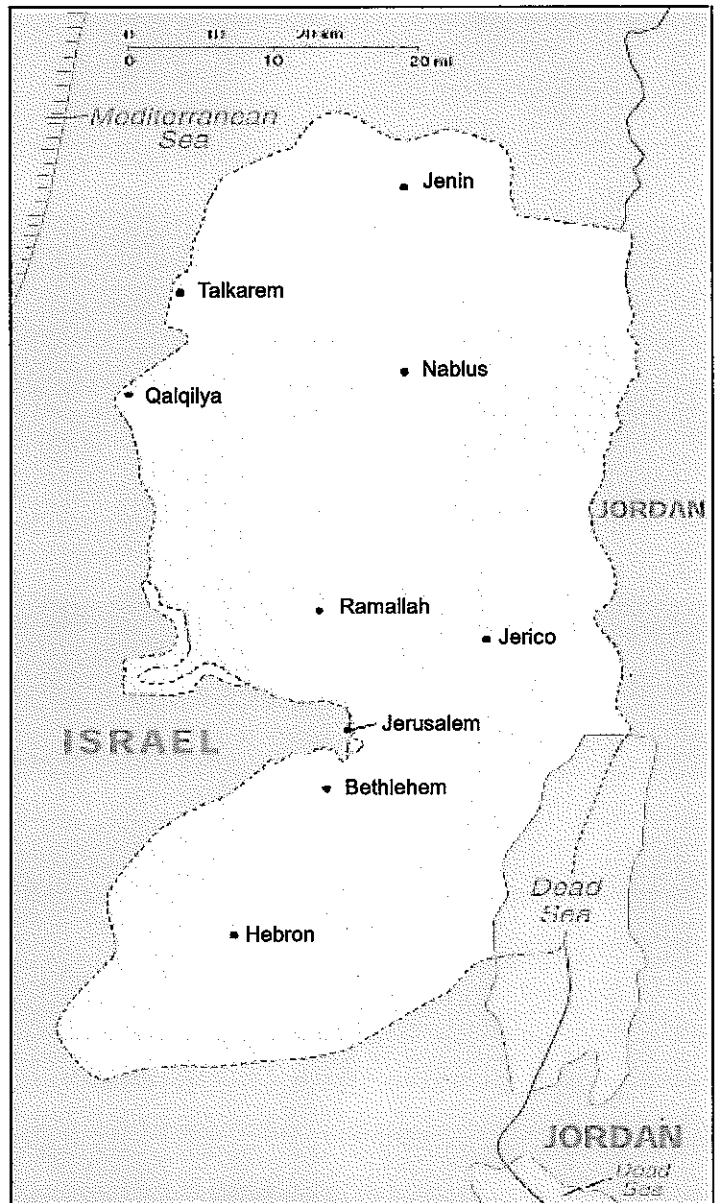 0 10 20 km
0 10 20 mi
Mediterranean
Sea
Jenin
Talkarem
Nablus
Qalqilya
JORDAN
Ramallah
Jerico
ISRAEL
Jerusalem
Bethlehem
Dead
Sea
Hebron
JORDAN
Dead
Sea